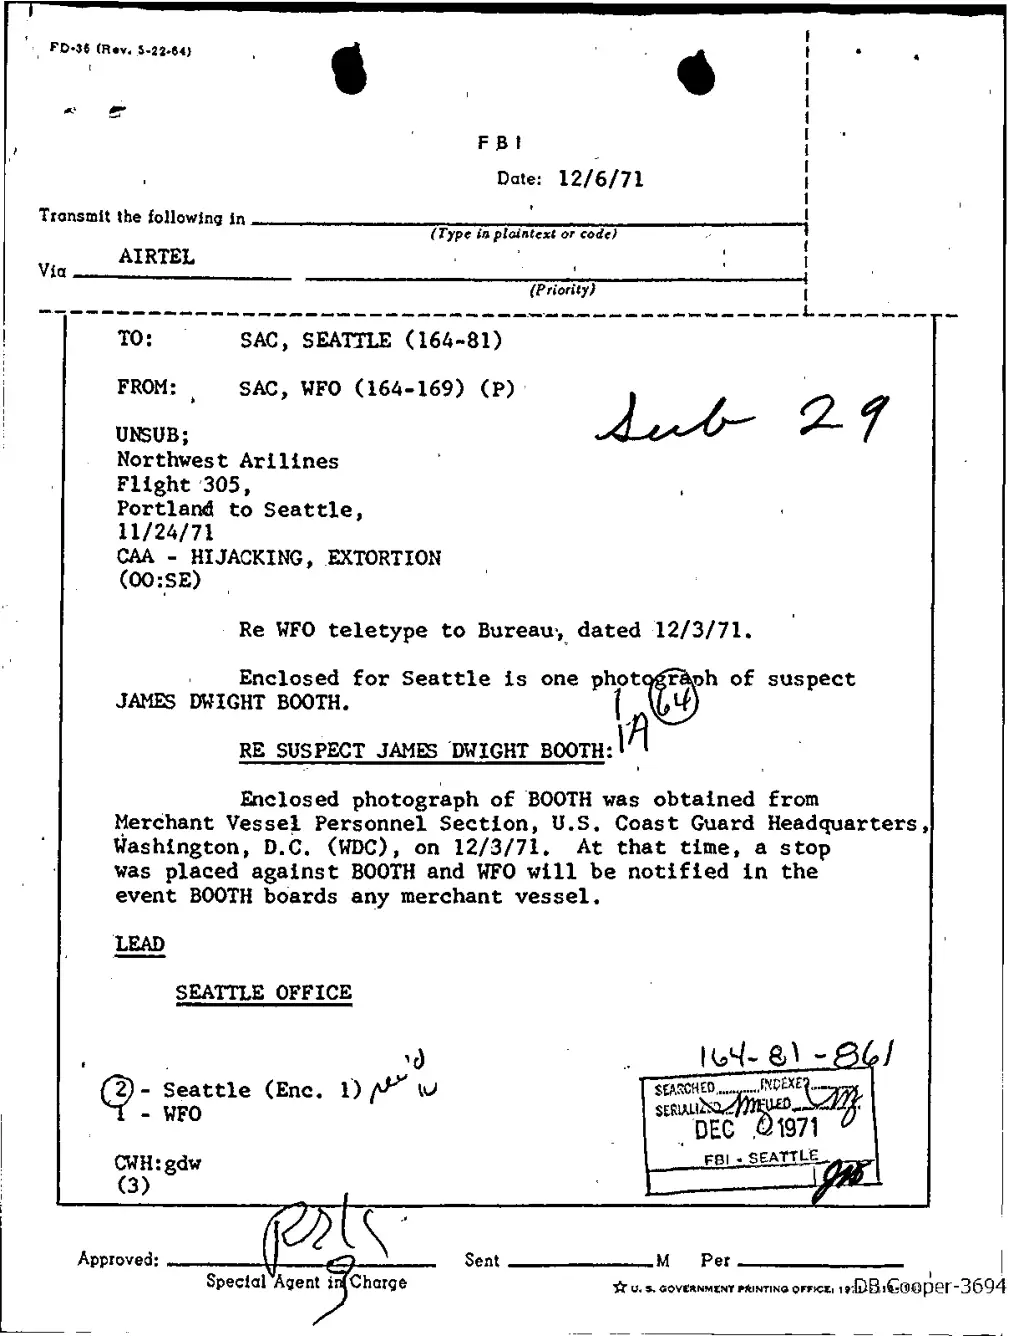 FD-36 (Rev. 5-22-64)
FBI
Date: 12/6/71
Transmit the following in
(Type in plaintext or code)
AIRTEL
Via
(Priority)
TO: SAC, SEATTLE (164-81)
FROM: SAC, WFO (164-169) (P)
Sub 29
UNSUB;
Northwest Arilines
Flight 305,
Portland to Seattle,
11/24/71
CAA - HIJACKING, EXTORTION
(OO:SE)
Re WFO teletype to Bureau, dated 12/3/71.
Enclosed for Seattle is one photograph of suspect
JAMES DWIGHT BOOTH.
1A 64
RE SUSPECT JAMES DWIGHT BOOTH:
Enclosed photograph of BOOTH was obtained from
Merchant Vessel Personnel Section, U.S. Coast Guard Headquarters,
Washington, D.C. (WDC), on 12/3/71. At that time, a stop
was placed against BOOTH and WFO will be notified in the
event BOOTH boards any merchant vessel.
LEAD
SEATTLE OFFICE
164-81-861
2 - Seattle (Enc. 1)
1 - WFO
SEARCHED INDEXED
SERIALIZED FILED
DEC 1971
FBI - SEATTLE
CWH:gdw
(3)
Approved: Sent M Per
Special Agent in Charge
☆ U. S. GOVERNMENT PRINTING OFFICE:
DB Cooper-3694